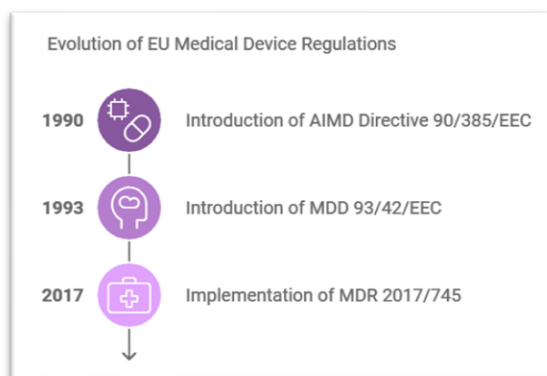 Evolution of EU Medical Device Regulations
1990 Introduction of AIMD Directive 90/385/EEC
1993 Introduction of MDD 93/42/EEC
2017 Implementation of MDR 2017/745